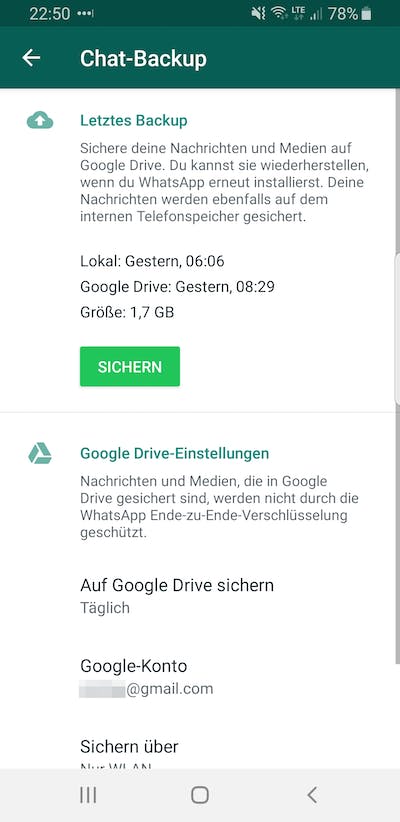 22:50
LTE
78%
Chat-Backup
Letztes Backup
Sichere deine Nachrichten und Medien auf
Google Drive. Du kannst sie wiederherstellen,
wenn du WhatsApp erneut installierst. Deine
Nachrichten werden ebenfalls auf dem
internen Telefonspeicher gesichert.
Lokal: Gestern, 06:06
Google Drive: Gestern, 08:29
Größe: 1,7 GB
SICHERN
Google Drive-Einstellungen
Nachrichten und Medien, die in Google
Drive gesichert sind, werden nicht durch die
WhatsApp Ende-zu-Ende-Verschlüsselung
geschützt.
Auf Google Drive sichern
Täglich
Google-Konto
@gmail.com
Sichern über
Nur WLAN